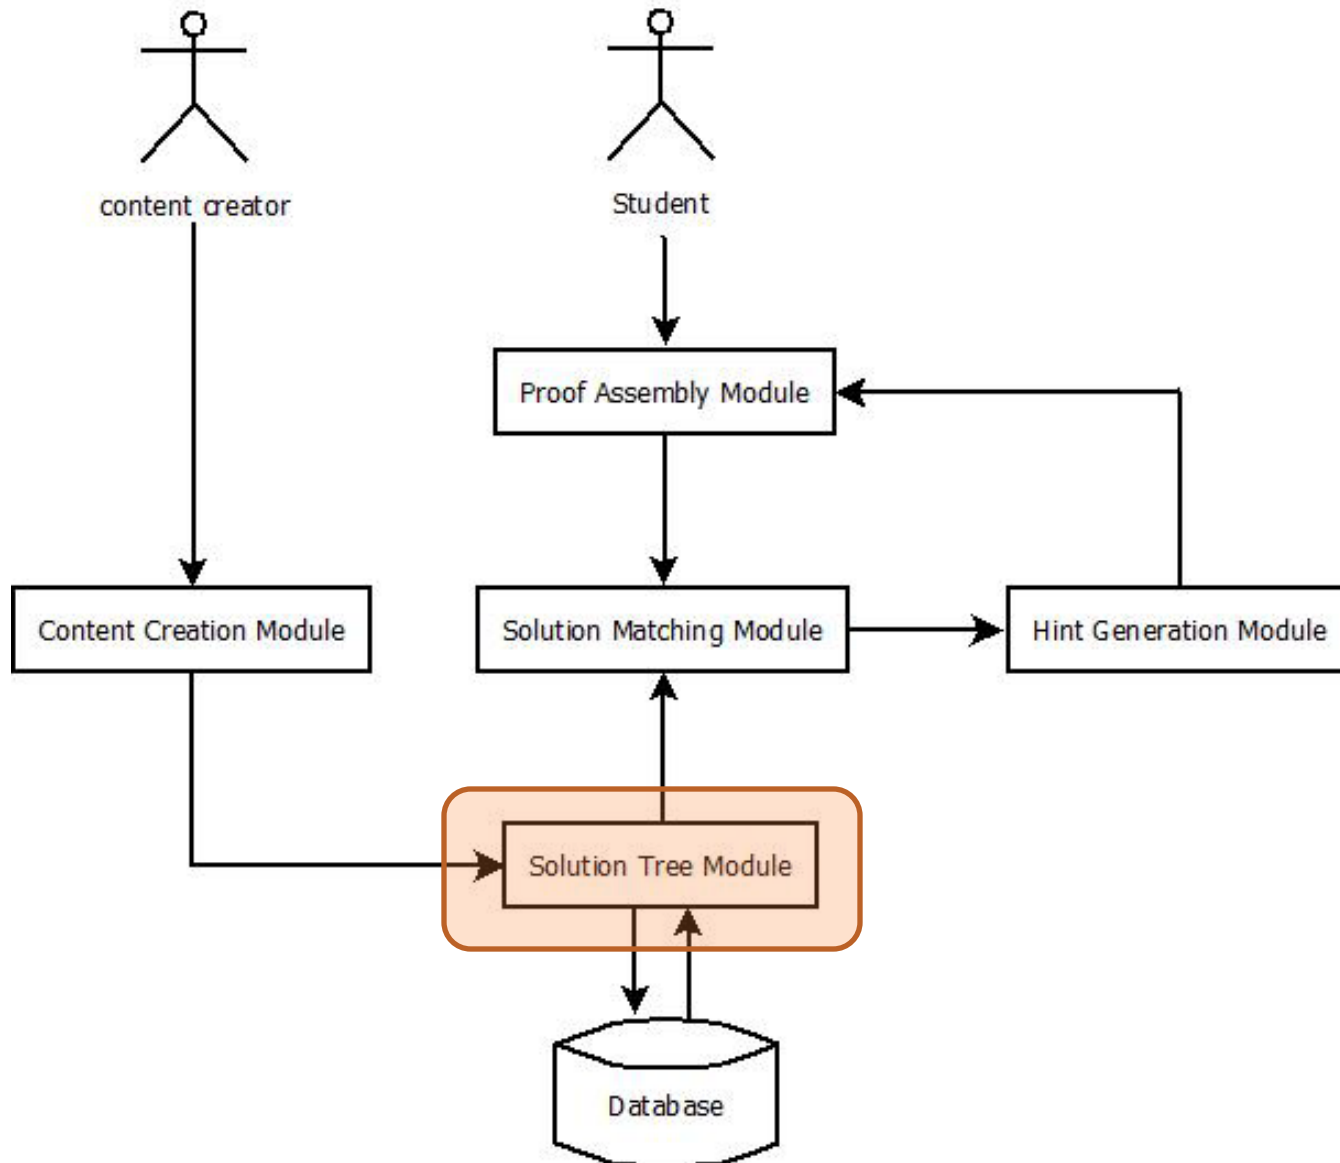 content creator
Student
Proof Assembly Module
Content Creation Module
Solution Matching Module
Hint Generation Module
Solution Tree Module
Database